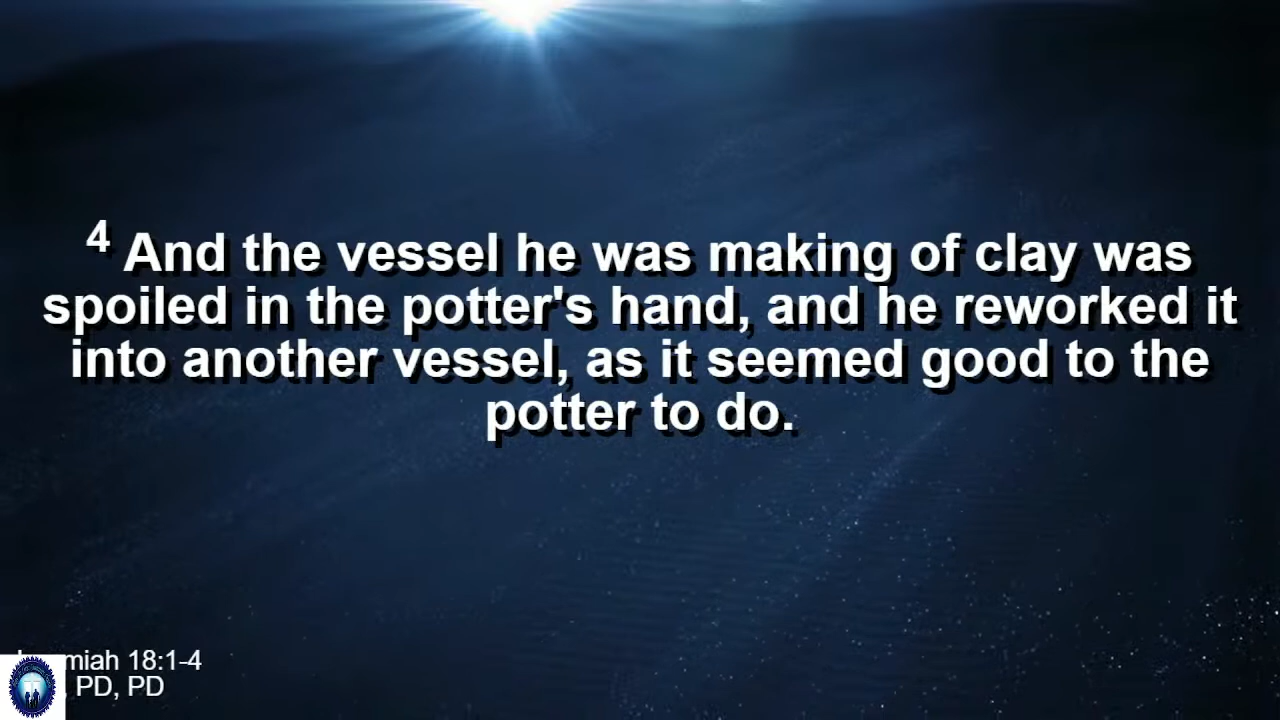 4 And the vessel he was making of clay was
spoiled in the potter's hand, and he reworked it
into another vessel, as it seemed good to the
potter to do.
miah 18:1-4
, PD, PD